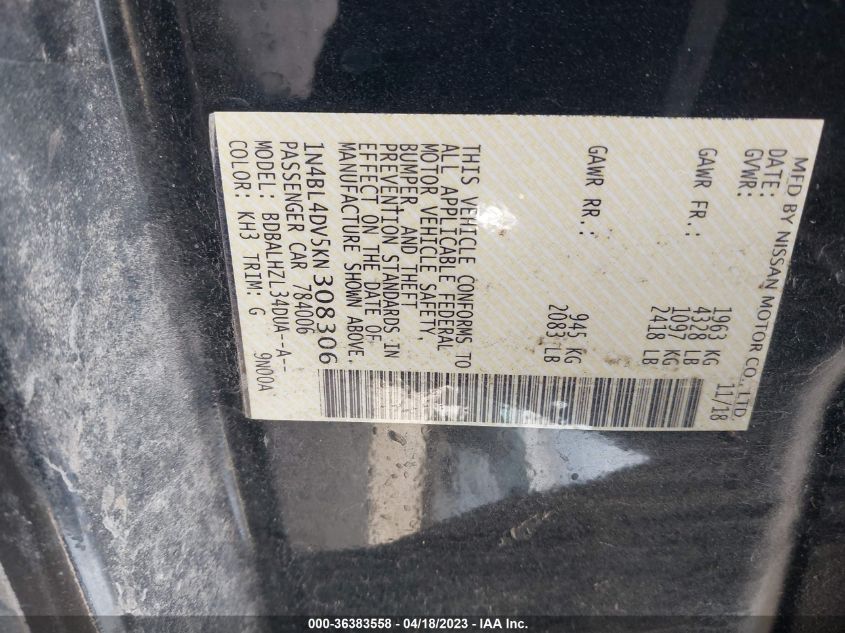 MFD BY NISSAN MOTOR CO., LTD.
DATE: 11/18
GVWR: 1963 KG
4328 LB
GAWR FR.: 1097 KG
2418 LB
GAWR RR.: 945 KG
2083 LB
THIS VEHICLE CONFORMS TO
ALL APPLICABLE FEDERAL
MOTOR VEHICLE SAFETY,
BUMPER, AND THEFT
PREVENTION STANDARDS IN
EFFECT ON THE DATE OF
MANUFACTURE SHOWN ABOVE.
1N4BL4DV5KN308306
PASSENGER CAR 784006
MODEL: BDBALHZL34DUA--A--
COLOR: KH3 TRIM: G 9N00A
000-36383558 - 04/18/2023 - IAA Inc.